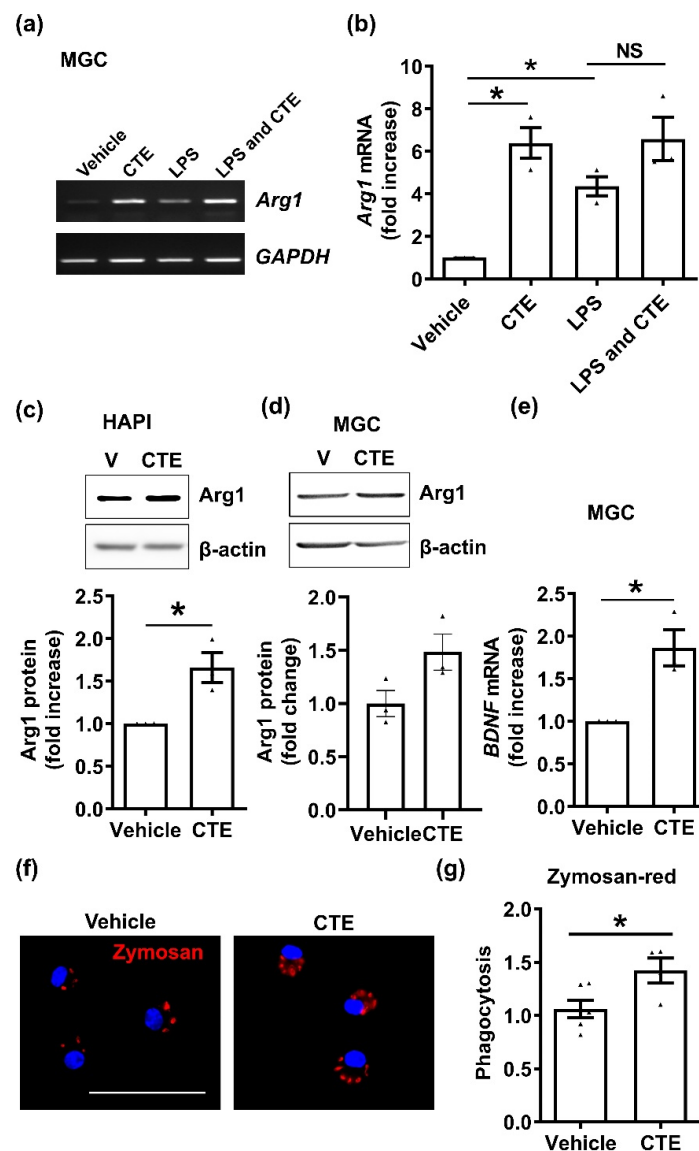 (a)
MGC
Vehicle
CTE
LPS
LPS and CTE
Arg1
GAPDH
(b)
NS
*
*
Arg1 mRNA
(fold increase)
10
8
6
4
2
0
Vehicle
CTE
LPS
LPS and CTE
(c)
HAPI
V CTE
Arg1
β-actin
*
Arg1 protein
(fold increase)
2.5
2.0
1.5
1.0
0.5
0.0
Vehicle CTE
(d)
MGC
V CTE
Arg1
β-actin
Arg1 protein
(fold change)
2.0
1.5
1.0
0.5
0.0
VehicleCTE
(e)
MGC
*
BDNF mRNA
(fold increase)
2.5
2.0
1.5
1.0
0.5
0.0
Vehicle CTE
(f)
Vehicle
CTE
Zymosan
(g)
Zymosan-red
*
Phagocytosis
2.0
1.5
1.0
0.5
0.0
Vehicle CTE